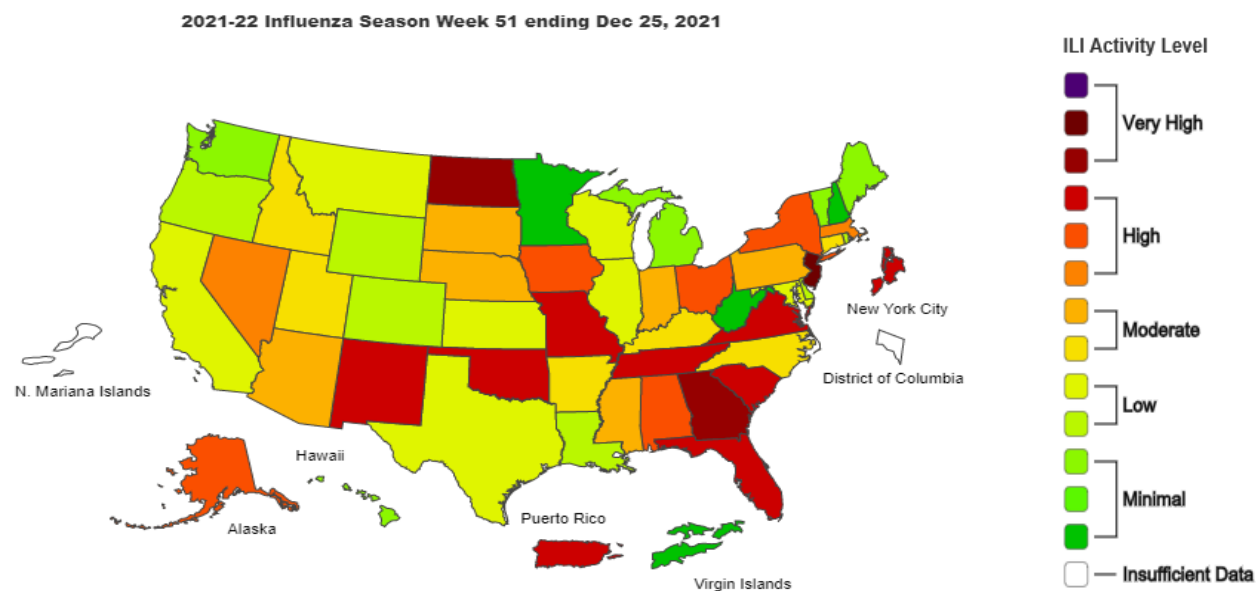 2021-22 Influenza Season Week 51 ending Dec 25, 2021
ILI Activity Level
Very High
High
Moderate
Low
Minimal
Insufficient Data
New York City
District of Columbia
N. Mariana Islands
Hawaii
Alaska
Puerto Rico
Virgin Islands